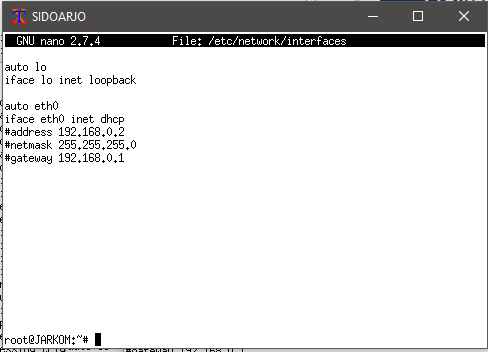 SIDOARJO
GNU nano 2.7.4 File: /etc/network/interfaces
auto lo
iface lo inet loopback
auto eth0
iface eth0 inet dhcp
#address 192.168.0.2
#netmask 255.255.255.0
#gateway 192.168.0.1
root@JARKOM:~#